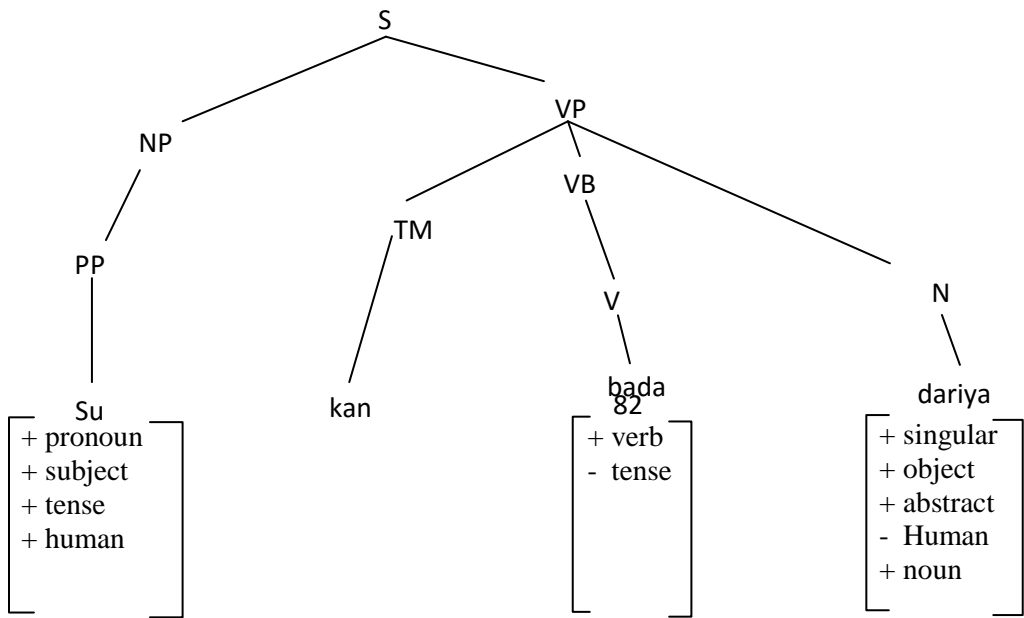 S
NP
VP
VB
TM
PP
N
V
Su
kan
bada
82
dariya
+ pronoun
+ subject
+ tense
+ human
+ verb
- tense
+ singular
+ object
+ abstract
- Human
+ noun